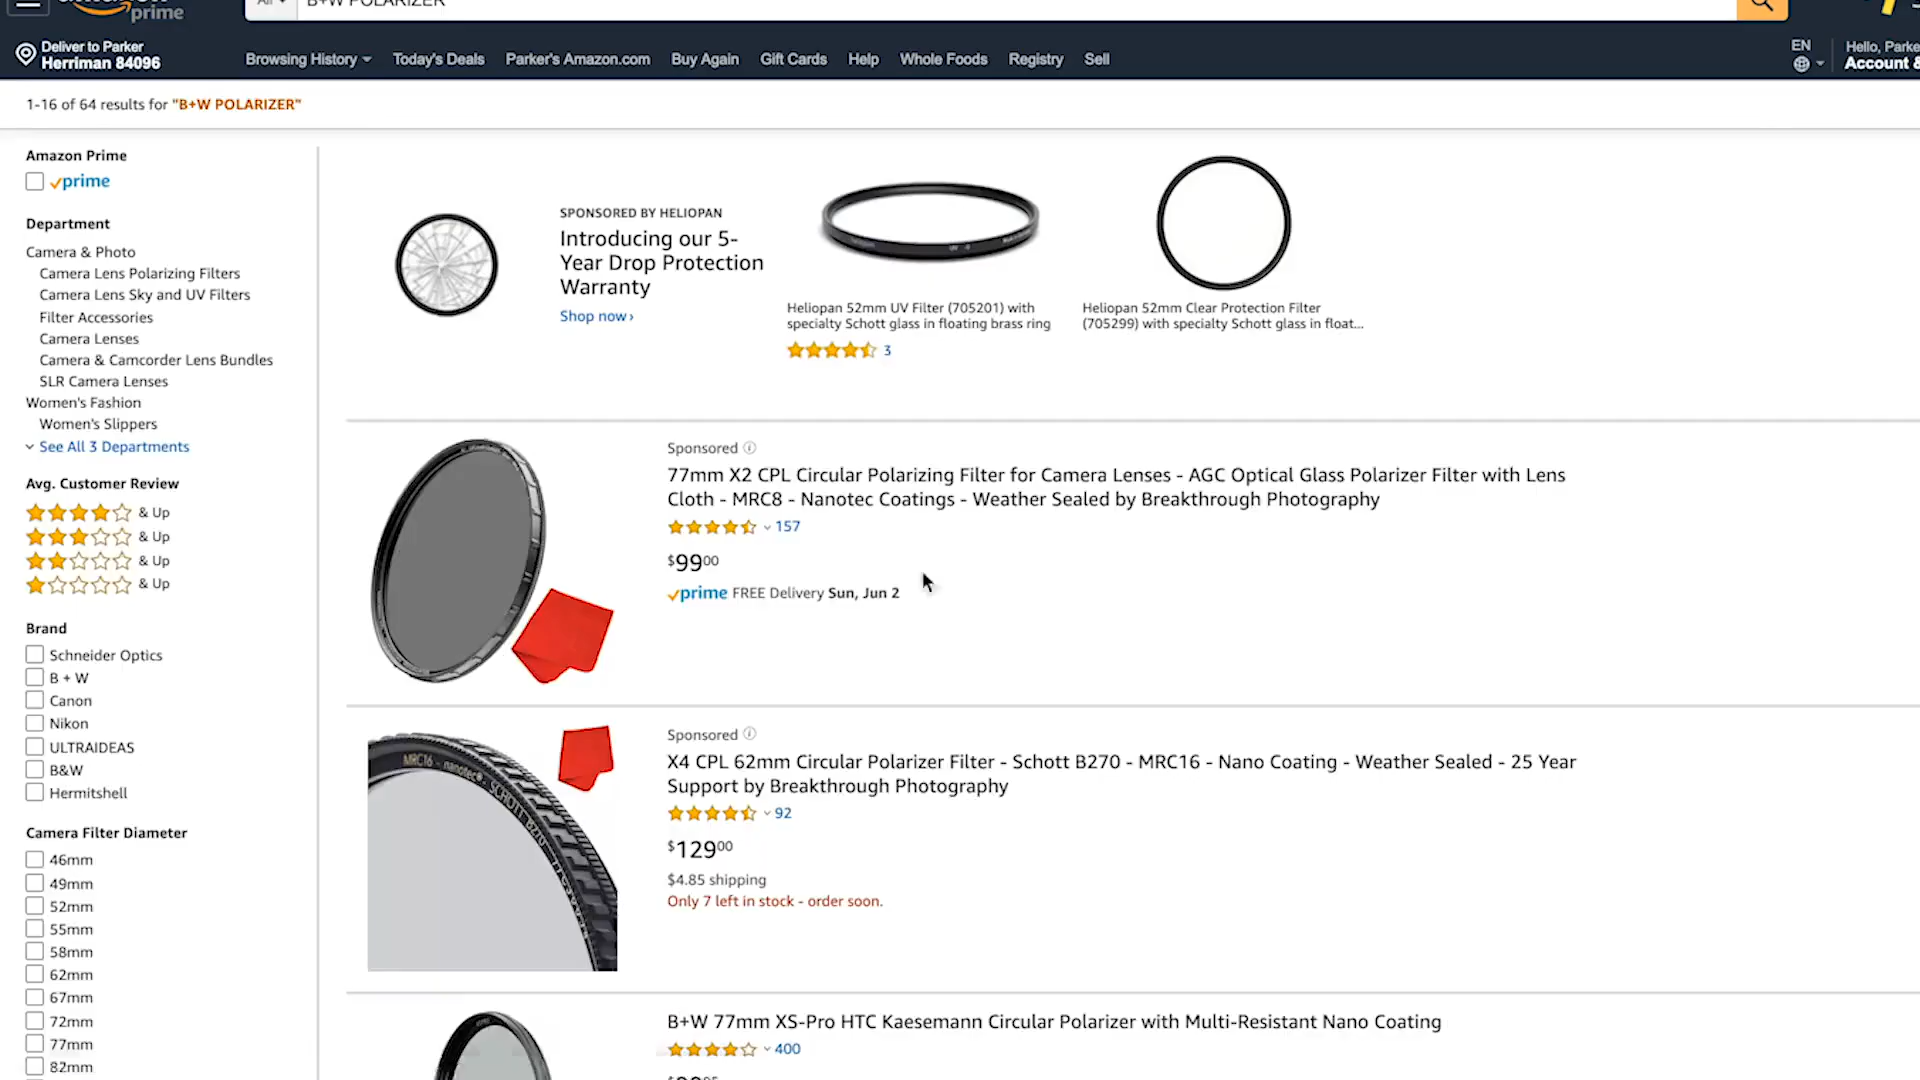 prime
All
B+W POLARIZER
Deliver to Parker
Herriman 84096
Browsing History
Today's Deals
Parker's Amazon.com
Buy Again
Gift Cards
Help
Whole Foods
Registry
Sell
EN
Hello, Parke
Account &
1-16 of 64 results for "B+W POLARIZER"
Amazon Prime
prime
Department
Camera & Photo
Camera Lens Polarizing Filters
Camera Lens Sky and UV Filters
Filter Accessories
Camera Lenses
Camera & Camcorder Lens Bundles
SLR Camera Lenses
Women's Fashion
Women's Slippers
See All 3 Departments
Avg. Customer Review
& Up
& Up
& Up
& Up
Brand
Schneider Optics
B + W
Canon
Nikon
ULTRAIDEAS
B&W
Hermitshell
Camera Filter Diameter
46mm
49mm
52mm
55mm
58mm
62mm
67mm
72mm
77mm
82mm
SPONSORED BY HELIOPAN
Introducing our 5-
Year Drop Protection
Warranty
Shop now ›
Heliopan 52mm UV Filter (705201) with
specialty Schott glass in floating brass ring
3
Heliopan 52mm Clear Protection Filter
(705299) with specialty Schott glass in float...
Sponsored
77mm X2 CPL Circular Polarizing Filter for Camera Lenses - AGC Optical Glass Polarizer Filter with Lens
Cloth - MRC8 - Nanotec Coatings - Weather Sealed by Breakthrough Photography
157
$9900
prime FREE Delivery Sun, Jun 2
MRC16 - nanotec® - SCHOTT B270
Sponsored
X4 CPL 62mm Circular Polarizer Filter - Schott B270 - MRC16 - Nano Coating - Weather Sealed - 25 Year
Support by Breakthrough Photography
92
$12900
$4.85 shipping
Only 7 left in stock - order soon.
B+W 77mm XS-Pro HTC Kaesemann Circular Polarizer with Multi-Resistant Nano Coating
400